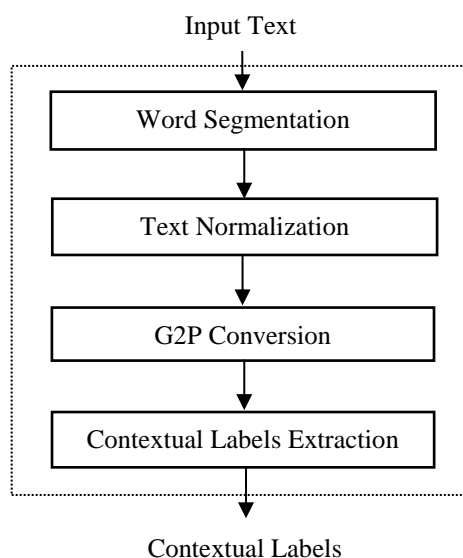 Input Text
Word Segmentation
Text Normalization
G2P Conversion
Contextual Labels Extraction
Contextual Labels